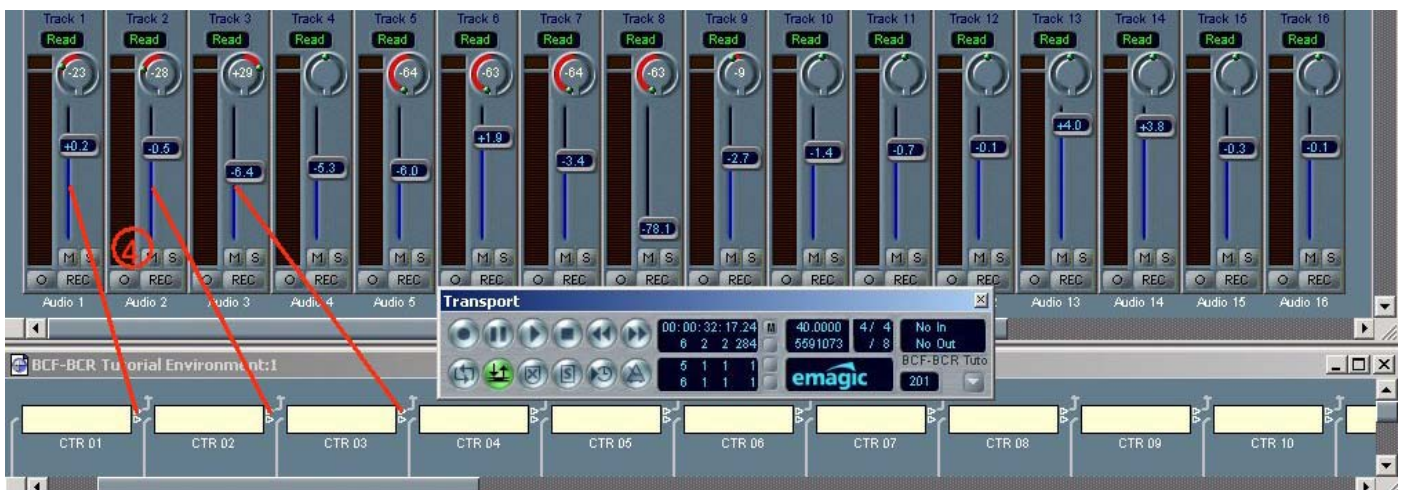 Track 1 Track 2 Track 3 Track 4 Track 5 Track 6 Track 7 Track 8 Track 9 Track 10 Track 11 Track 12 Track 13 Track 14 Track 15 Track 16
Read Read Read Read Read Read Read Read Read Read Read Read Read Read Read Read
-23 -28 +29 -64 -63 -64 -63 -9
+0.2 -0.5 -6.4 -5.3 -6.0 +1.9 -3.4 -78.1 -2.7 -1.4 -0.7 -0.1 +4.0 +3.8 -0.3 -0.1
4
M S M S M S M S M S M S M S M S M S M S M S M S M S M S M S M S
REC REC REC REC REC REC REC REC REC REC REC REC REC REC REC REC
Audio 1 Audio 2 Audio 3 Audio 4 Audio 5 Audio 13 Audio 14 Audio 15 Audio 16
Transport
00:00:32:17.24 M 40.0000 4/ 4 No In
6 2 2 284 5591073 / 8 No Out
5 1 1 1 BCF-BCR Tuto
6 1 1 1 emagic 201
BCF-BCR Tutorial Environment:1
CTR 01 CTR 02 CTR 03 CTR 04 CTR 05 CTR 06 CTR 07 CTR 08 CTR 09 CTR 10